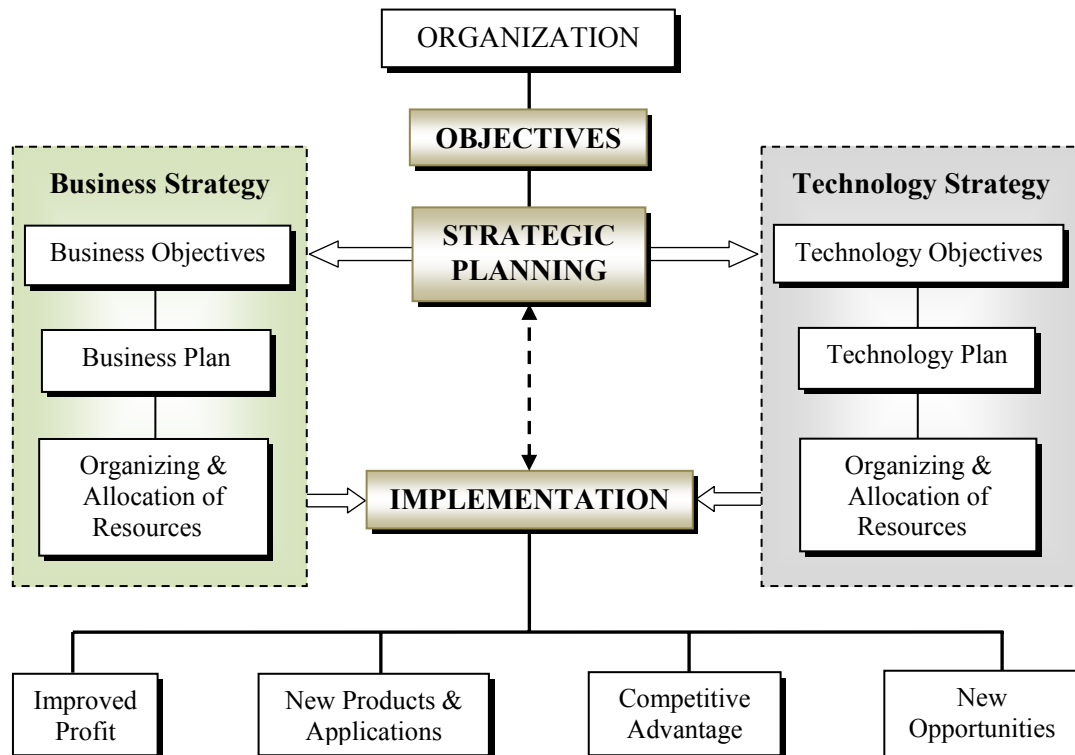 ORGANIZATION
OBJECTIVES
Business Strategy
Business Objectives
Business Plan
Organizing &
Allocation of
Resources
STRATEGIC
PLANNING
IMPLEMENTATION
Technology Strategy
Technology Objectives
Technology Plan
Organizing &
Allocation of
Resources
Improved
Profit
New Products &
Applications
Competitive
Advantage
New
Opportunities